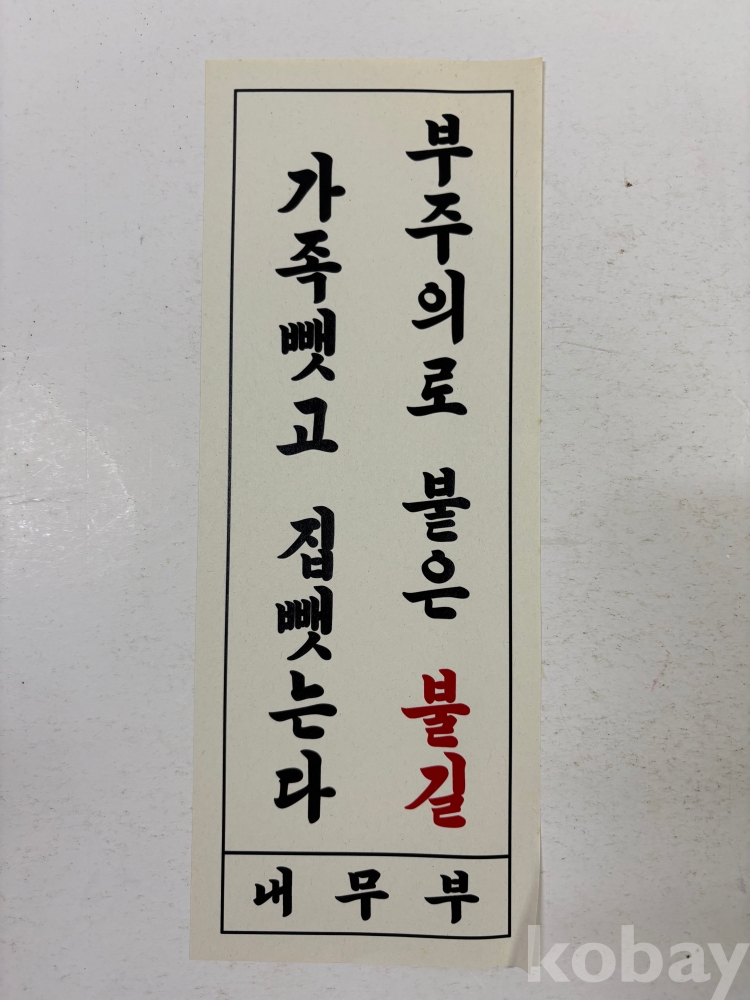 부주의로 붙은 불길
가족뺏고 집뺏는다
내무부
kobay